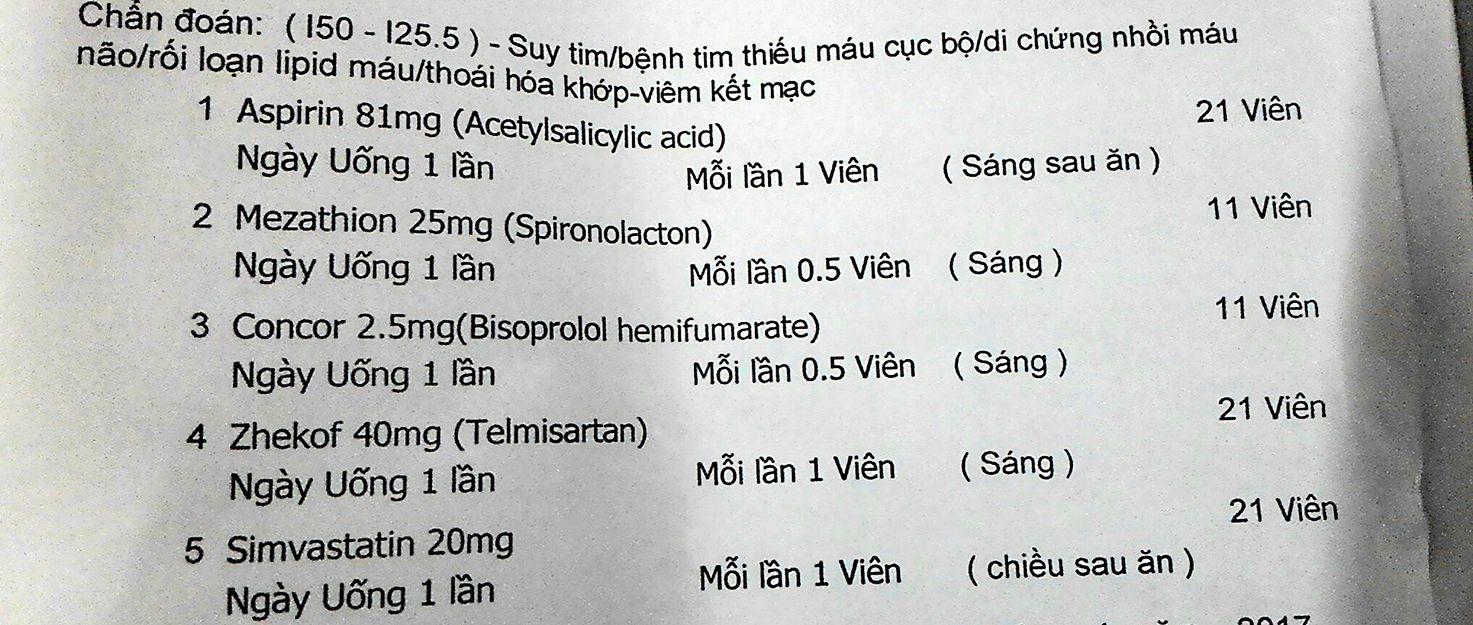 Chẩn đoán: ( I50 - I25.5 ) - Suy tim/bệnh tim thiếu máu cục bộ/di chứng nhồi máu
não/rối loạn lipid máu/thoái hóa khớp-viêm kết mạc
1 Aspirin 81mg (Acetylsalicylic acid) 21 Viên
Ngày Uống 1 lần Mỗi lần 1 Viên ( Sáng sau ăn )
2 Mezathion 25mg (Spironolacton) 11 Viên
Ngày Uống 1 lần Mỗi lần 0.5 Viên ( Sáng )
3 Concor 2.5mg(Bisoprolol hemifumarate) 11 Viên
Ngày Uống 1 lần Mỗi lần 0.5 Viên ( Sáng )
4 Zhekof 40mg (Telmisartan) 21 Viên
Ngày Uống 1 lần Mỗi lần 1 Viên ( Sáng )
5 Simvastatin 20mg 21 Viên
Ngày Uống 1 lần Mỗi lần 1 Viên ( chiều sau ăn )